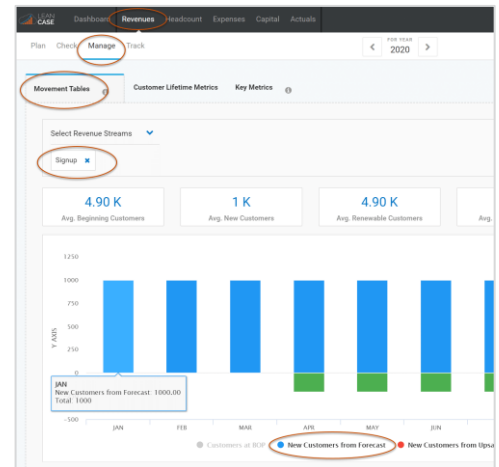 LEAN CASE Dashboard Revenues Headcount Expenses Capital Actuals
Plan Check Manage Track
FOR YEAR
2020
Movement Tables Customer Lifetime Metrics Key Metrics
Select Revenue Streams
Signup
4.90 K 1 K 4.90 K
Avg. Beginning Customers Avg. New Customers Avg. Renewable Customers Avg.
1250
1000
750
500
250
0
-500
Y AXIS
JAN
New Customers from Forecast: 1000.00
Total: 1000
JAN FEB MAR APR MAY JUN
Customers at BOP New Customers from Forecast New Customers from Upsa